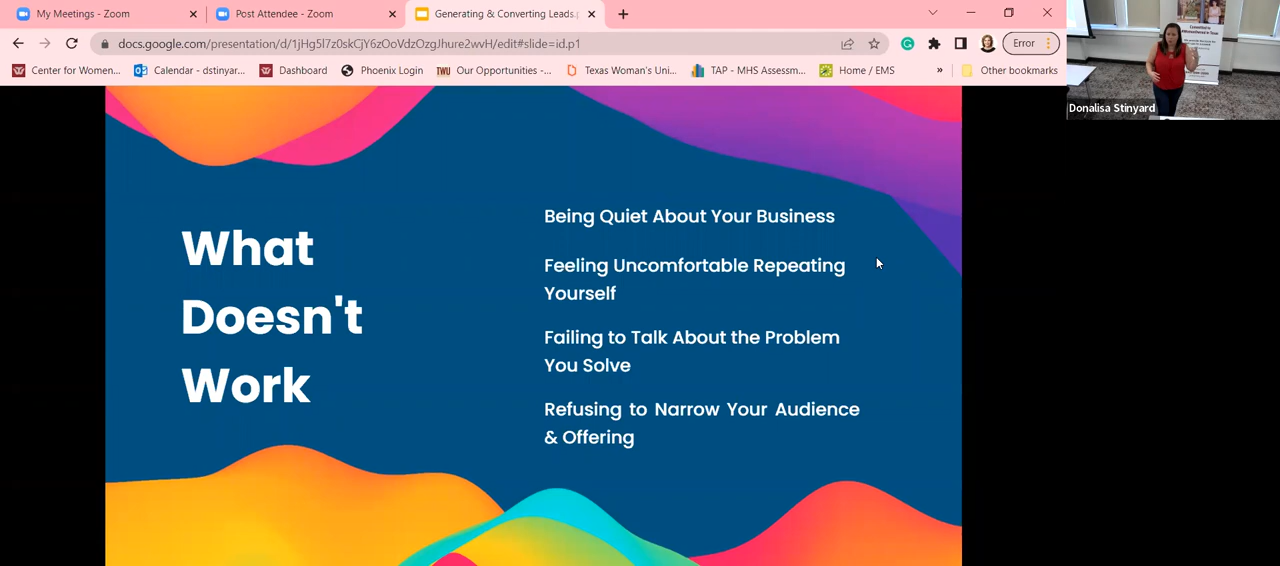 My Meetings - Zoom
Post Attendee - Zoom
Generating & Converting Leads.p
docs.google.com/presentation/d/1jHg5l7z0skCjY6zOoVdzOzgJhure2wvH/edit#slide=id.p1
Error
Center for Women...
Calendar - dstinyar...
Dashboard
Phoenix Login
TWU
Our Opportunities -...
Texas Woman's Uni...
TAP - MHS Assessm...
Home / EMS
»
Other bookmarks
Donalisa Stinyard
What
Doesn't
Work
Being Quiet About Your Business
Feeling Uncomfortable Repeating
Yourself
Failing to Talk About the Problem
You Solve
Refusing to Narrow Your Audience
& Offering